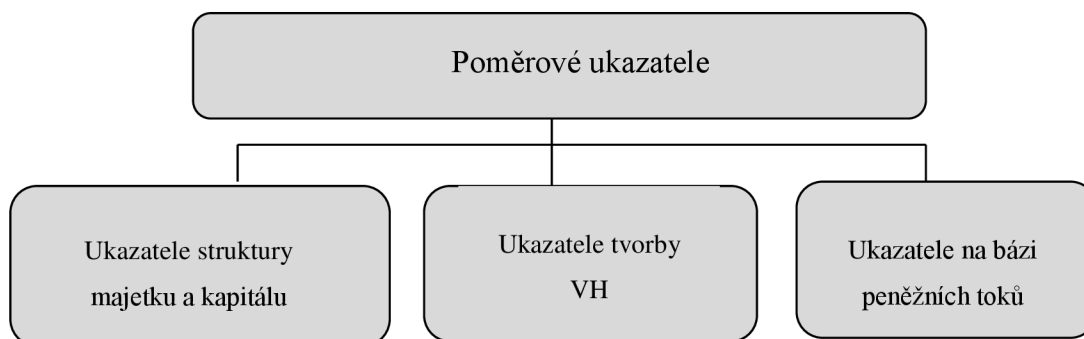 Poměrové ukazatele
Ukazatele struktury
majetku a kapitálu
Ukazatele tvorby
VH
Ukazatele na bázi
peněžních toků